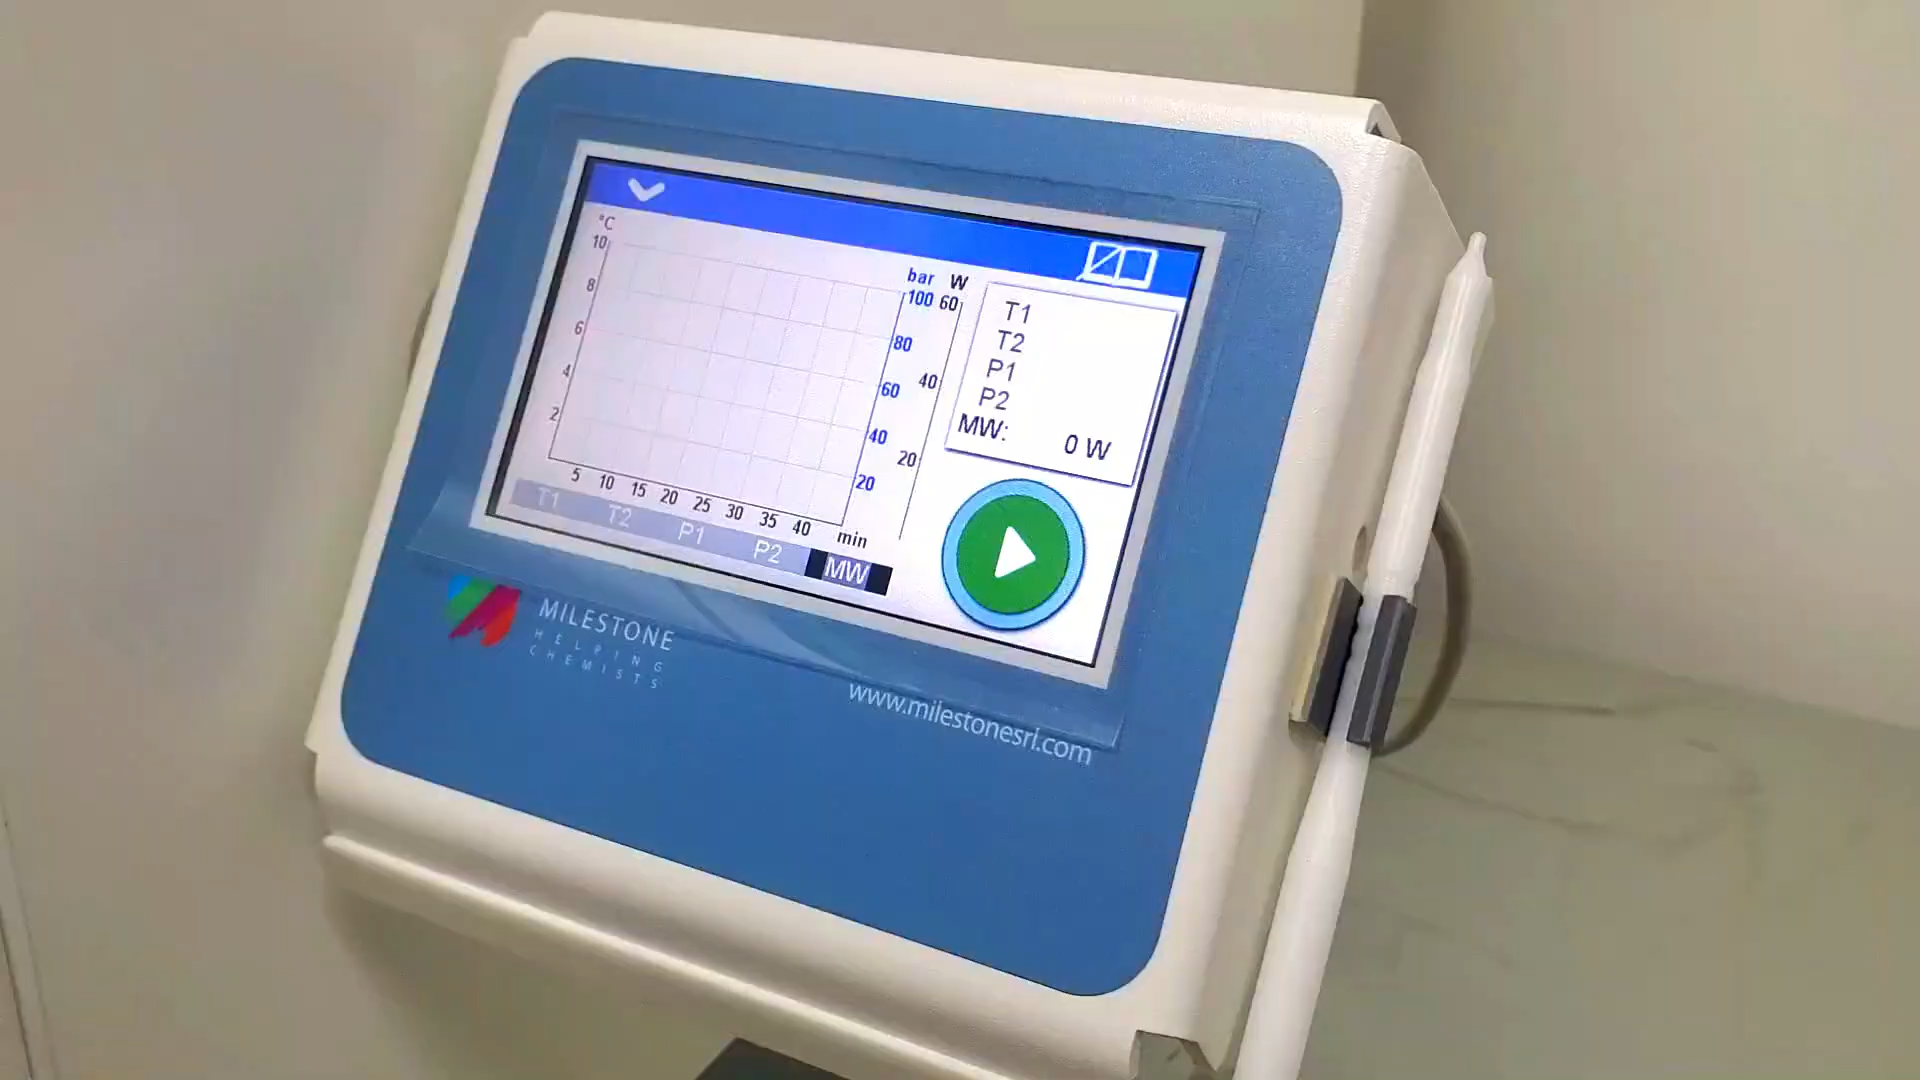 °C
10
8
6
4
2
bar W
100 60
80
60 40
40
20 20
5 10 15 20 25 30 35 40 min
T1 T2 P1 P2 MW
T1
T2
P1
P2
MW: 0 W
MILESTONE
HELPING
CHEMISTS
www.milestonesrl.com